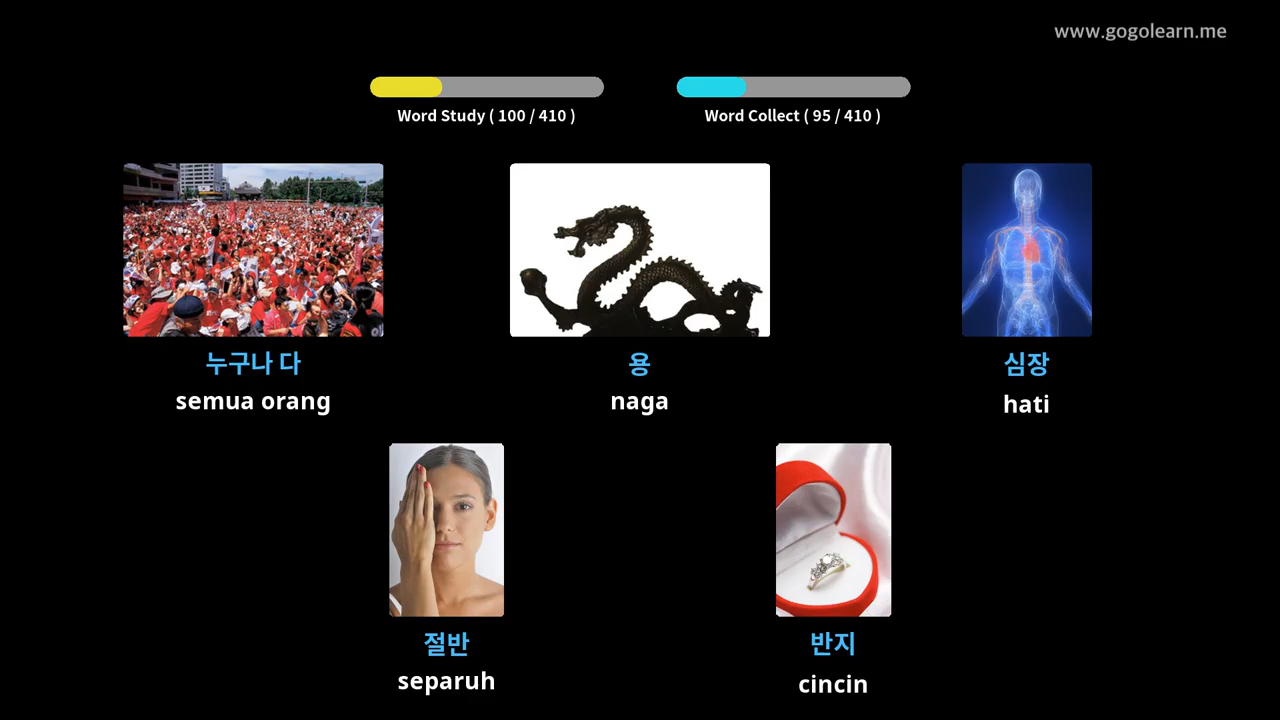 www.gogolearn.me
Word Study ( 100 / 410 )
Word Collect ( 95 / 410 )
누구나 다
semua orang
용
naga
심장
hati
절반
separuh
반지
cincin